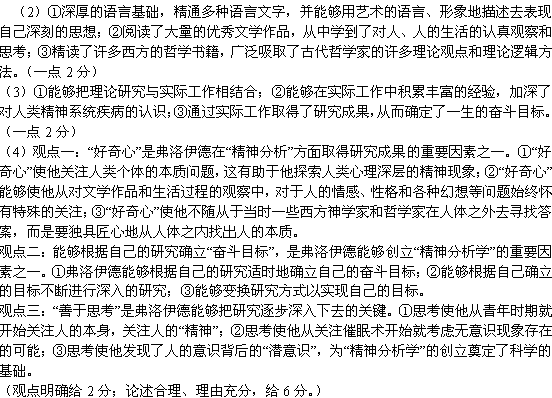 （2）①深厚的语言基础，精通多种语言文字，并能够用艺术的语言、形象地描述去表现
自己深刻的思想；②阅读了大量的优秀文学作品，从中学到了对人、人的生活的认真观察和
思考；③精读了许多西方的哲学书籍，广泛吸取了古代哲学家的许多理论观点和理论逻辑方
法。（一点 2 分）
（3）①能够把理论研究与实际工作相结合；②能够在实际工作中积累丰富的经验，加深了
对人类精神系统疾病的认识；③通过实际工作取得了研究成果，从而确定了一生的奋斗目标。
（一点 2 分）
（4）观点一：“好奇心”是弗洛伊德在“精神分析”方面取得研究成果的重要因素之一。①“好
奇心”使他关注人类个体的本质问题，这有助于他探索人类心理深层的精神现象；②“好奇心”
能够使他从对文学作品和生活过程的观察中，对于人的情感、性格和各种幻想等问题始终怀
有特殊的关注；③“好奇心”使他不随从于当时一些西方神学家和哲学家在人体之外去寻找答
案，而是要独具匠心地从人体之内找出人的本质。
观点二：能够根据自己的研究确立“奋斗目标”，是弗洛伊德能够创立“精神分析学”的重要因
素之一。①弗洛伊德能够根据自己的研究适时地确立自己的奋斗目标；②能够根据自己确立
的目标不断进行深入的研究；③能够变换研究方式以实现自己的目标。
观点三：“善于思考”是弗洛伊德能够把研究逐步深入下去的关键。①思考使他从青年时期就
开始关注人的本身，关注人的“精神”；②思考使他从关注催眠术开始就考虑无意识现象存在
的可能；③思考使他发现了人的意识背后的“潜意识”，为“精神分析学”的创立奠定了科学的
基础。
（观点明确给 2 分；论述合理、理由充分，给 6 分。）